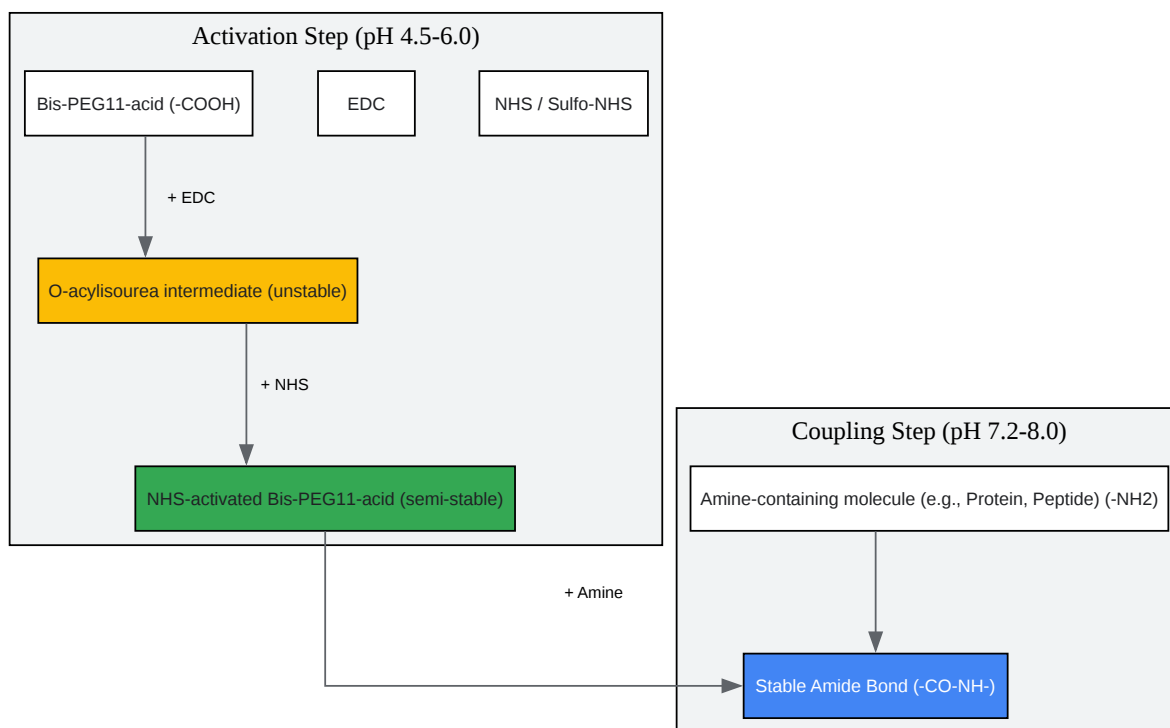 Activation Step (pH 4.5-6.0)
Bis-PEG11-acid (-COOH)
EDC
NHS / Sulfo-NHS
+ EDC
O-acylisourea intermediate (unstable)
+ NHS
NHS-activated Bis-PEG11-acid (semi-stable)
Coupling Step (pH 7.2-8.0)
Amine-containing molecule (e.g., Protein, Peptide) (-NH2)
+ Amine
Stable Amide Bond (-CO-NH-)